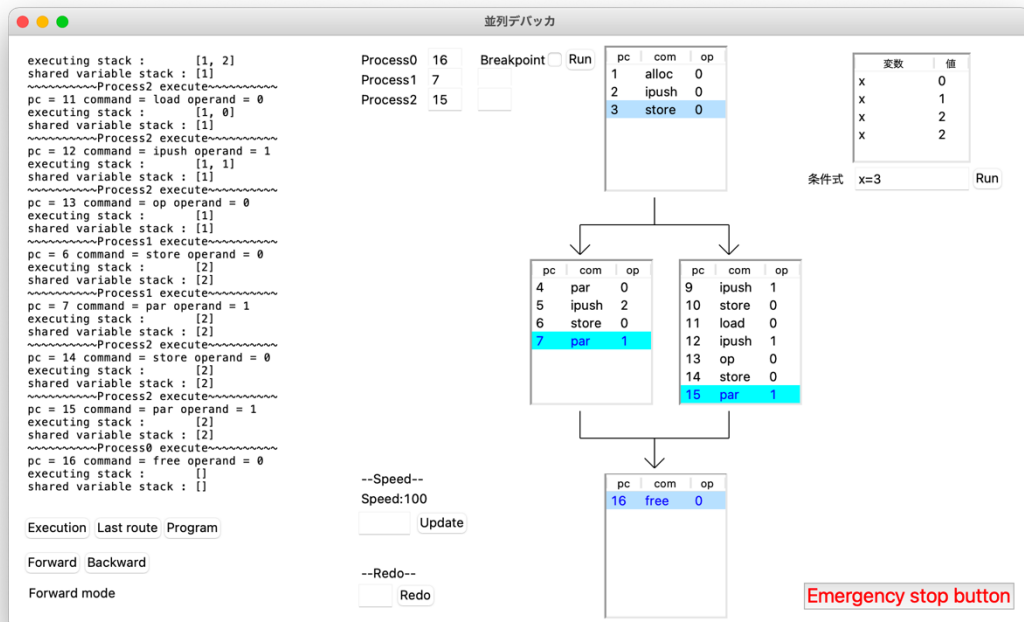 並列デバッカ
executing stack : [1, 2]
shared variable stack : [1]
~~~~~~~~~~Process2 execute~~~~~~~~~~
pc = 11 command = load operand = 0
executing stack : [1, 0]
shared variable stack : [1]
~~~~~~~~~~Process2 execute~~~~~~~~~~
pc = 12 command = ipush operand = 1
executing stack : [1, 1]
shared variable stack : [1]
~~~~~~~~~~Process2 execute~~~~~~~~~~
pc = 13 command = op operand = 0
executing stack : [1]
shared variable stack : [1]
~~~~~~~~~~Process1 execute~~~~~~~~~~
pc = 6 command = store operand = 0
executing stack : [2]
shared variable stack : [2]
~~~~~~~~~~Process1 execute~~~~~~~~~~
pc = 7 command = par operand = 1
executing stack : [2]
shared variable stack : [2]
~~~~~~~~~~Process2 execute~~~~~~~~~~
pc = 14 command = store operand = 0
executing stack : [2]
shared variable stack : [2]
~~~~~~~~~~Process2 execute~~~~~~~~~~
pc = 15 command = par operand = 1
executing stack : [2]
shared variable stack : [2]
~~~~~~~~~~Process0 execute~~~~~~~~~~
pc = 16 command = free operand = 0
executing stack : []
shared variable stack : []
Execution Last route Program
Forward Backward
Forward mode
Process0 16 Breakpoint Run
Process1 7
Process2 15
pc com op
1 alloc 0
2 ipush 0
3 store 0
変数 値
x 0
x 1
x 2
x 2
条件式 x=3 Run
pc com op
4 par 0
5 ipush 2
6 store 0
7 par 1
pc com op
9 ipush 1
10 store 0
11 load 0
12 ipush 1
13 op 0
14 store 0
15 par 1
pc com op
16 free 0
--Speed--
Speed:100
Update
--Redo--
Redo
Emergency stop button